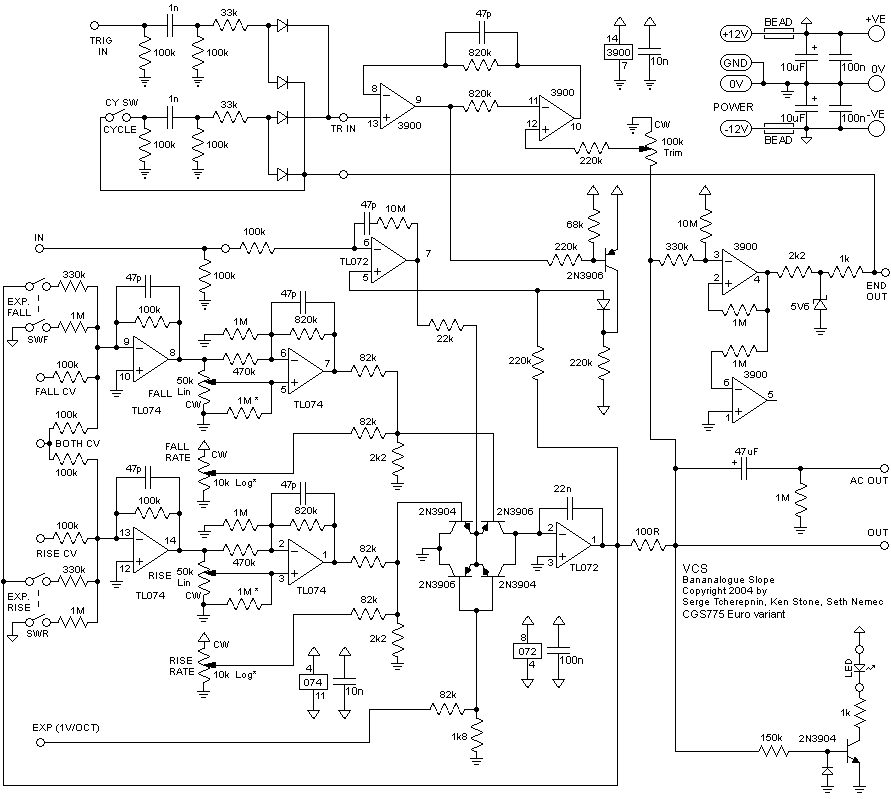 1n
33k
TRIG
IN
100k
100k
CY SW
CYCLE
1n
33k
100k
100k
TR IN
47p
820k
8
9
13
3900
820k
11
12
10
220k
14
3900
7
10n
CW
100k
Trim
BEAD
+VE
+12V
GND
0V
0V
10uF
+
100n
POWER
10uF
+
100n
-VE
-12V
BEAD
IN
100k
100k
47p
10M
6
7
TL072
5
68k
220k
2N3906
10M
330k
3900
3
2
4
2k2
1k
END
OUT
5V6
1M
1M
3900
6
5
1
EXP.
FALL
330k
1M
SWF
47p
100k
9
8
10
TL074
FALL CV
100k
100k
BOTH CV
100k
47p
1M
820k
470k
6
7
5
TL074
50k
Lin
CW
FALL
1M *
82k
22k
220k
220k
FALL
RATE
CW
10k Log*
82k
2k2
47p
100k
13
14
12
TL074
RISE CV
100k
EXP.
RISE
330k
1M
SWR
47p
1M
820k
470k
2
1
3
TL074
RISE
50k
Lin
CW
1M *
82k
82k
2k2
RISE
RATE
CW
10k Log*
2N3904
2N3906
2N3906
2N3904
22n
2
1
3
TL072
100R
47uF
+
AC OUT
1M
OUT
VCS
Bananalogue Slope
Copyright 2004 by
Serge Tcherepnin, Ken Stone, Seth Nemec
CGS775 Euro variant
4
074
11
10n
8
072
4
100n
82k
1k8
EXP (1V/OCT)
LED
1k
150k
2N3904